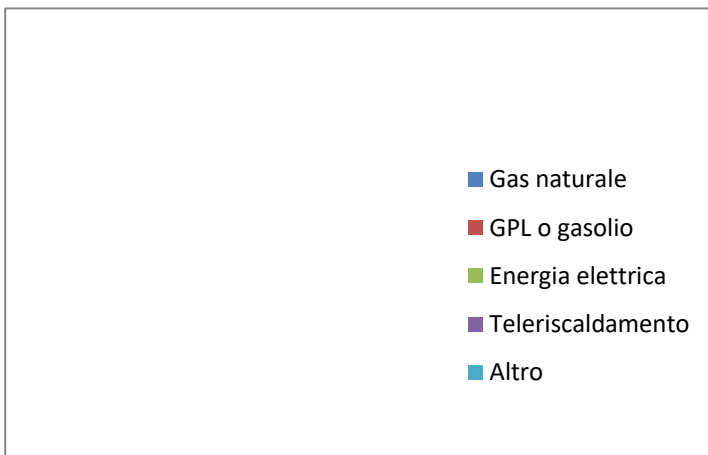 Gas naturale
GPL o gasolio
Energia elettrica
Teleriscaldamento
Altro